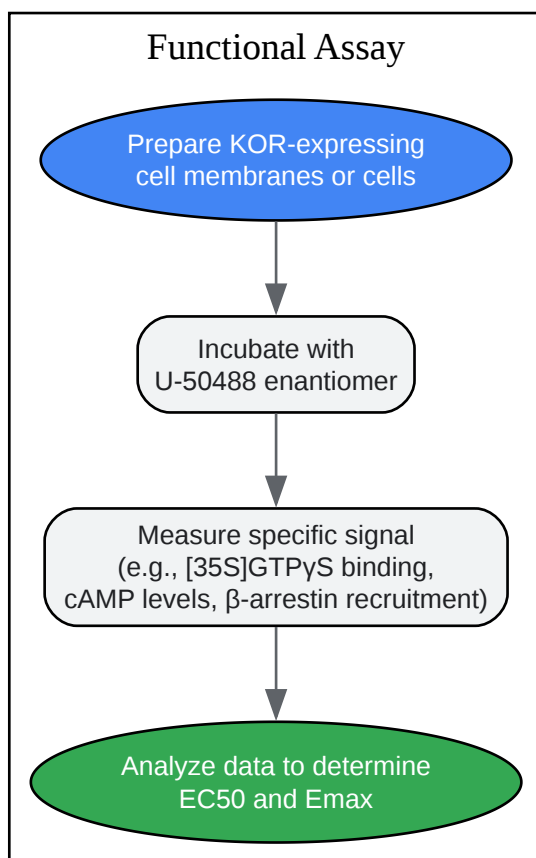 Functional Assay
Prepare KOR-expressing
cell membranes or cells
Incubate with
U-50488 enantiomer
Measure specific signal
(e.g., [35S]GTPγS binding,
cAMP levels, β-arrestin recruitment)
Analyze data to determine
EC50 and Emax